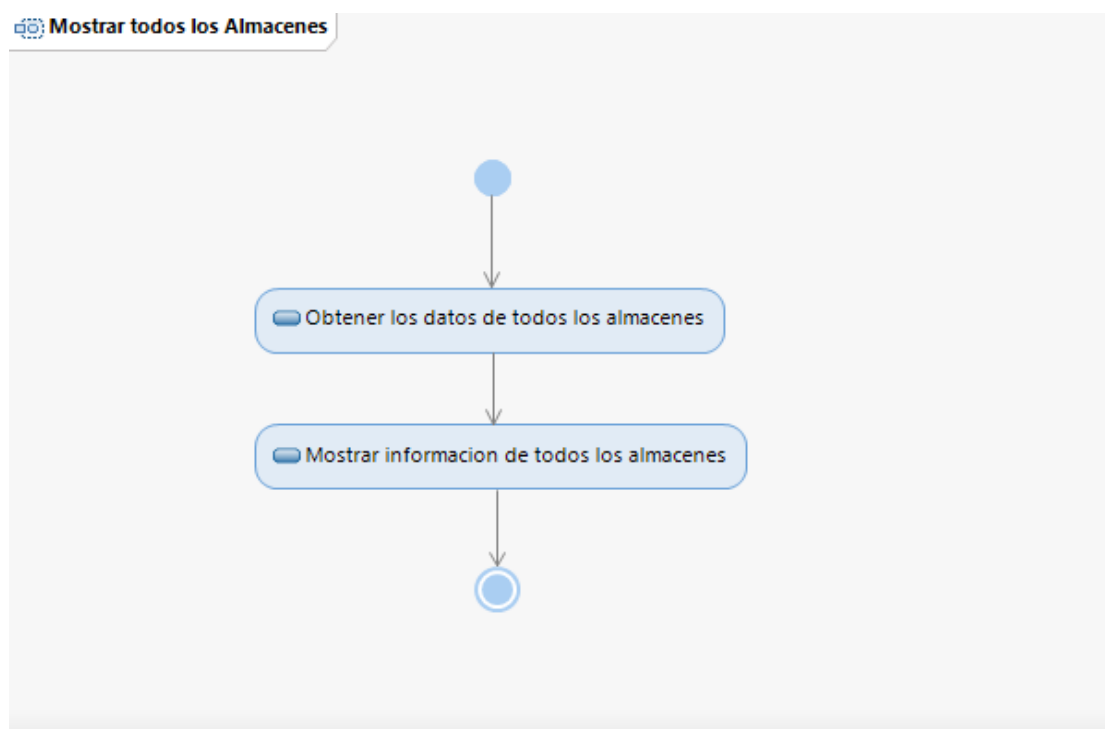 Mostrar todos los Almacenes
Obtener los datos de todos los almacenes
Mostrar informacion de todos los almacenes